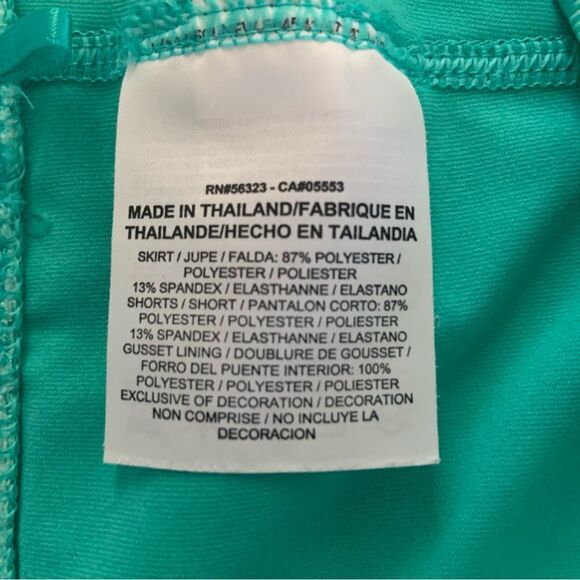 RN#56323 - CA#05553
MADE IN THAILAND/FABRIQUE EN
THAILANDE/HECHO EN TAILANDIA
SKIRT / JUPE / FALDA: 87% POLYESTER /
POLYESTER / POLIESTER
13% SPANDEX / ELASTHANNE / ELASTANO
SHORTS / SHORT / PANTALON CORTO: 87%
POLYESTER / POLYESTER / POLIESTER
13% SPANDEX / ELASTHANNE / ELASTANO
GUSSET LINING / DOUBLURE DE GOUSSET /
FORRO DEL PUENTE INTERIOR: 100%
POLYESTER / POLYESTER / POLIESTER
EXCLUSIVE OF DECORATION / DECORATION
NON COMPRISE / NO INCLUYE LA
DECORACION